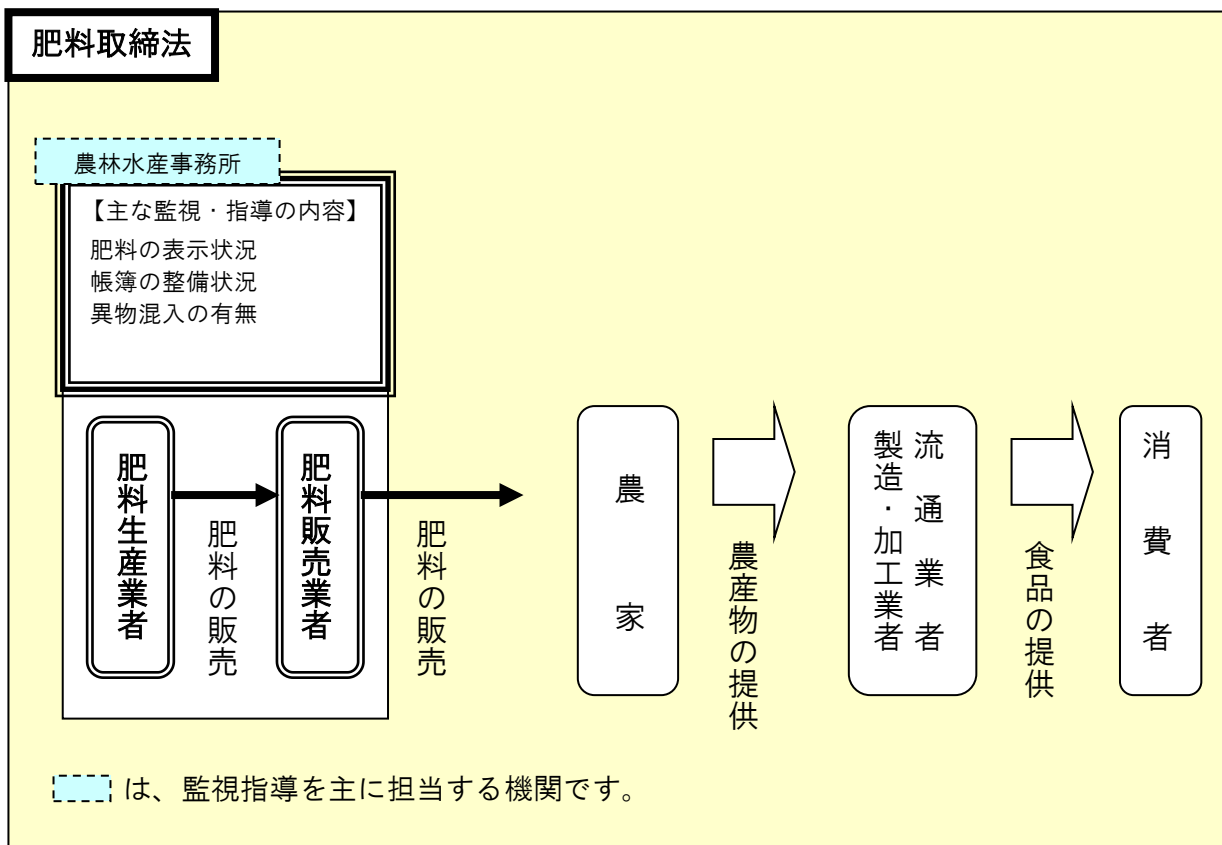 肥料取締法
農林水産事務所
【主な監視・指導の内容】
肥料の表示状況
帳簿の整備状況
異物混入の有無
肥料生産業者
肥料の販売
肥料販売業者
肥料の販売
農家
農産物の提供
流通業者
製造・加工業者
食品の提供
消費者
は、監視指導を主に担当する機関です。